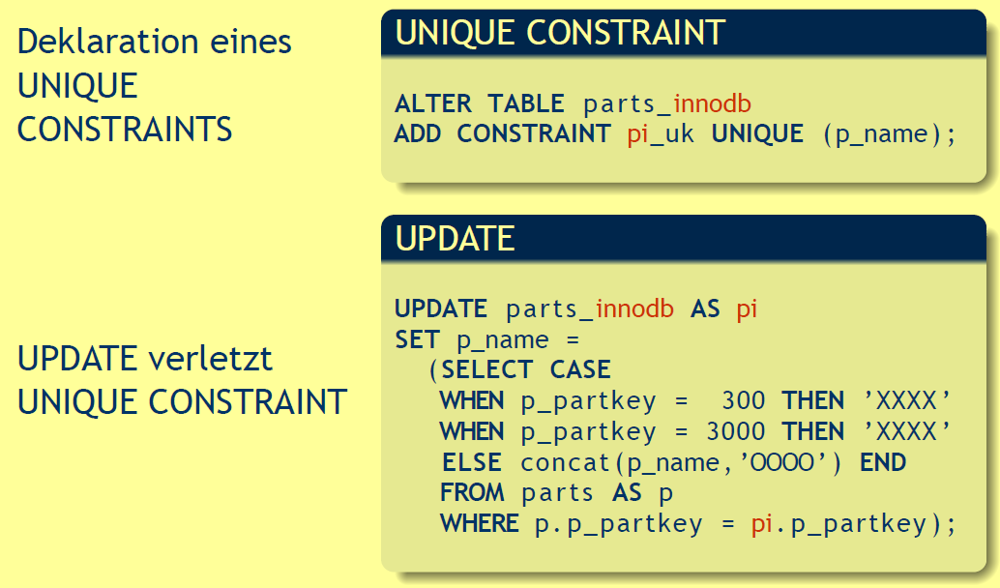 Deklaration eines
UNIQUE
CONSTRAINTS
UNIQUE CONSTRAINT
ALTER TABLE parts_innodb
ADD CONSTRAINT pi_uk UNIQUE (p_name);
UPDATE verletzt
UNIQUE CONSTRAINT
UPDATE
UPDATE parts_innodb AS pi
SET p_name =
(SELECT CASE
WHEN p_partkey =  300 THEN ’XXXX’
WHEN p_partkey = 3000 THEN ’XXXX’
ELSE concat(p_name,’OOOO’) END
FROM parts AS p
WHERE p.p_partkey = pi.p_partkey);